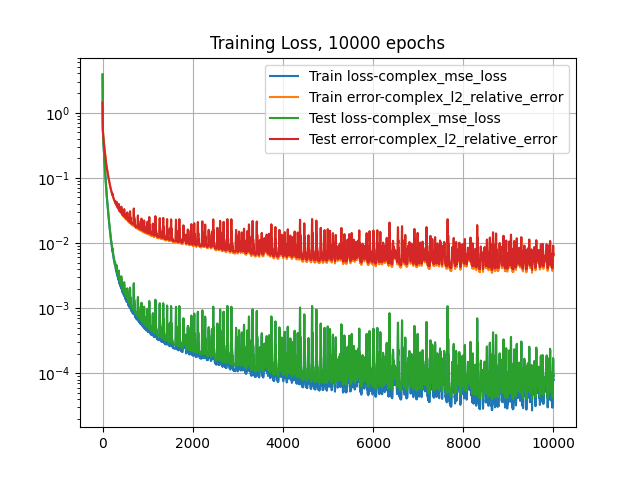 Training Loss, 10000 epochs
Train loss-complex_mse_loss
Train error-complex_l2_relative_error
Test loss-complex_mse_loss
Test error-complex_l2_relative_error
10⁰
10⁻¹
10⁻²
10⁻³
10⁻⁴
0 2000 4000 6000 8000 10000